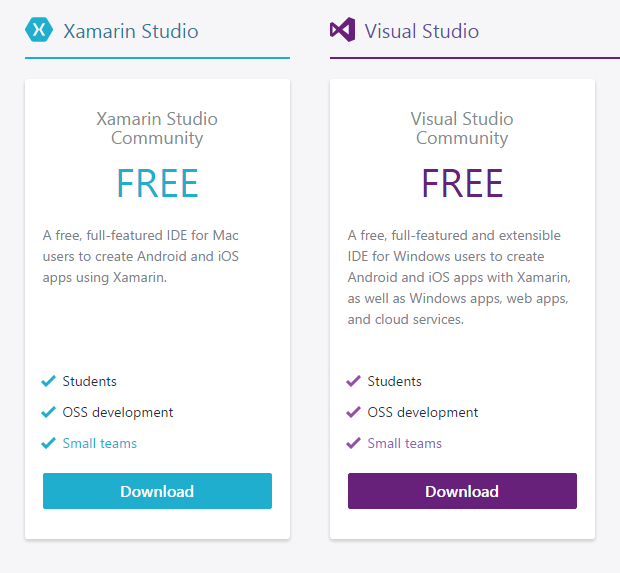 Xamarin Studio
Xamarin Studio
Community
FREE
A free, full-featured IDE for Mac
users to create Android and iOS
apps using Xamarin.
Students
OSS development
Small teams
Download
Visual Studio
Visual Studio
Community
FREE
A free, full-featured and extensible
IDE for Windows users to create
Android and iOS apps with Xamarin,
as well as Windows apps, web apps,
and cloud services.
Students
OSS development
Small teams
Download